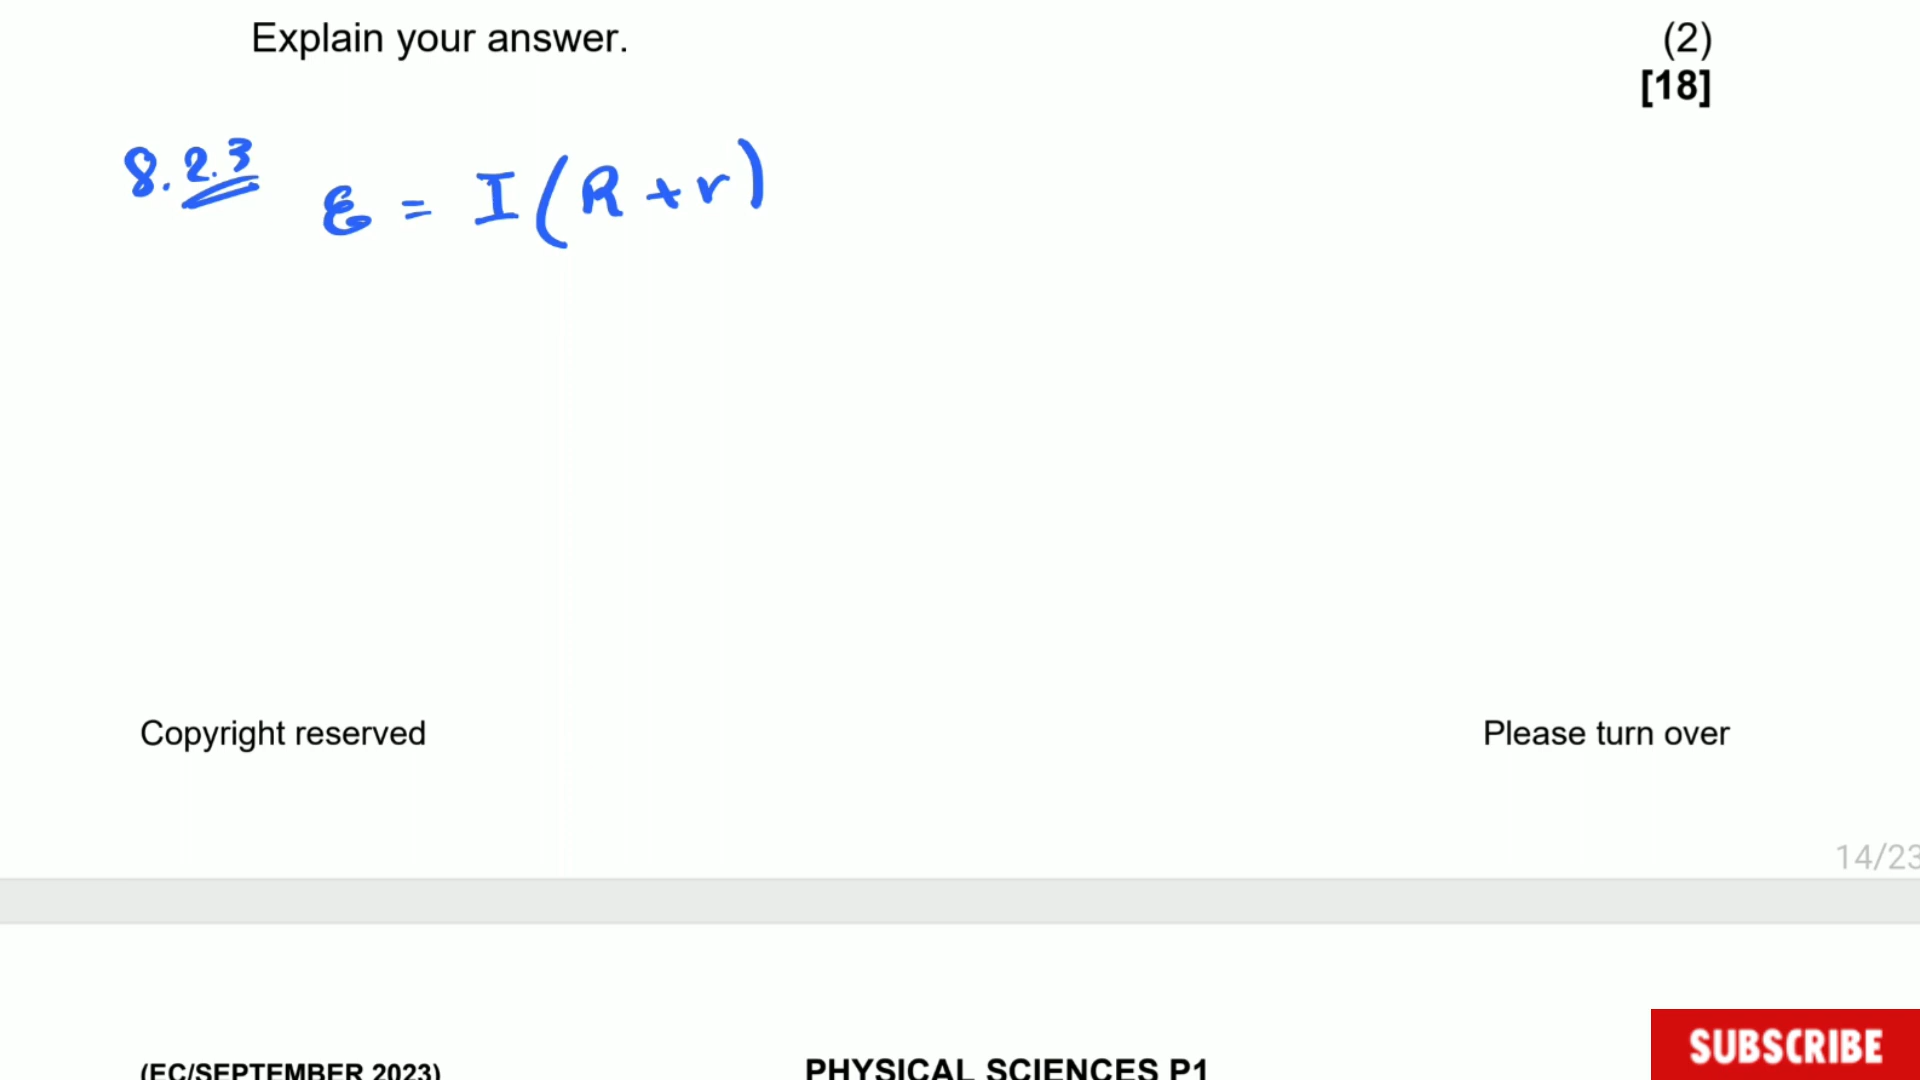 Explain your answer. (2)
[18]
8.2.3 ε = I(R + r)
Copyright reserved Please turn over
14/23
(EC/SEPTEMBER 2023) PHYSICAL SCIENCES P1
SUBSCRIBE